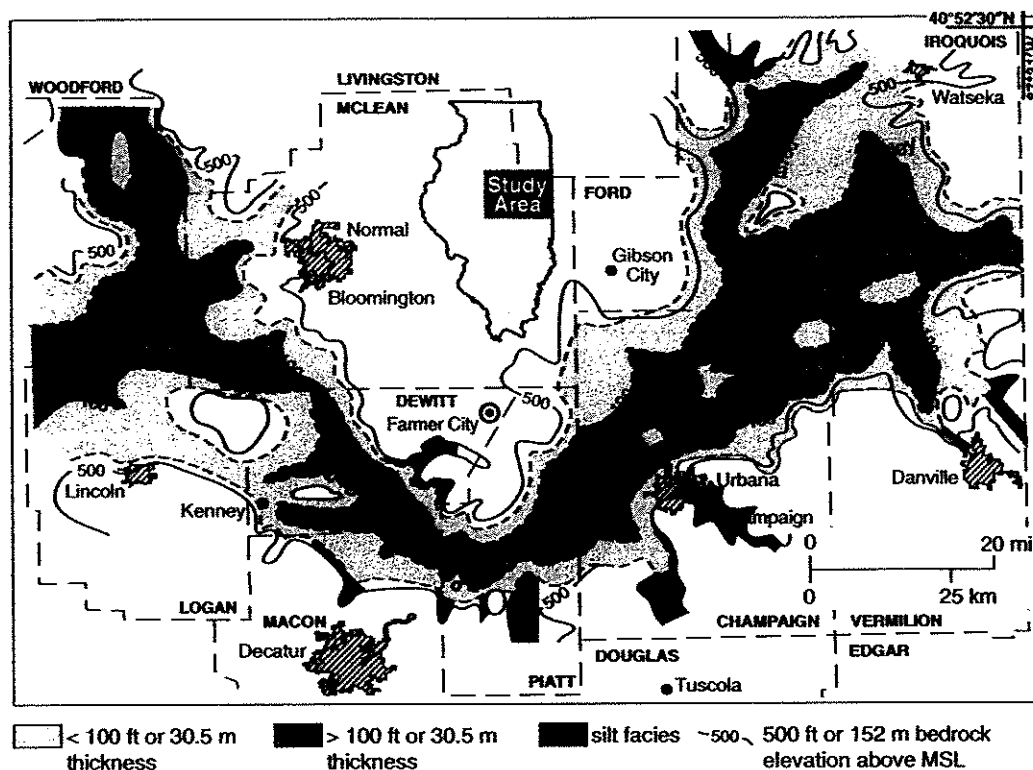 40°52'30"N
IROQUOIS
WOODFORD
LIVINGSTON
MCLEAN
500
Watseka
500
Study
Area
FORD
500
Normal
500
Gibson
City
Bloomington
DEWITT
500
Farmer City
500
Lincoln
Urbana
Danville
Kenney
0 20 mi
500
0 25 km
LOGAN
MACON
CHAMPAIGN
VERMILION
Decatur
DOUGLAS
EDGAR
PIATT
Tuscola
< 100 ft or 30.5 m
thickness
> 100 ft or 30.5 m
thickness
silt facies
~500 500 ft or 152 m bedrock
elevation above MSL